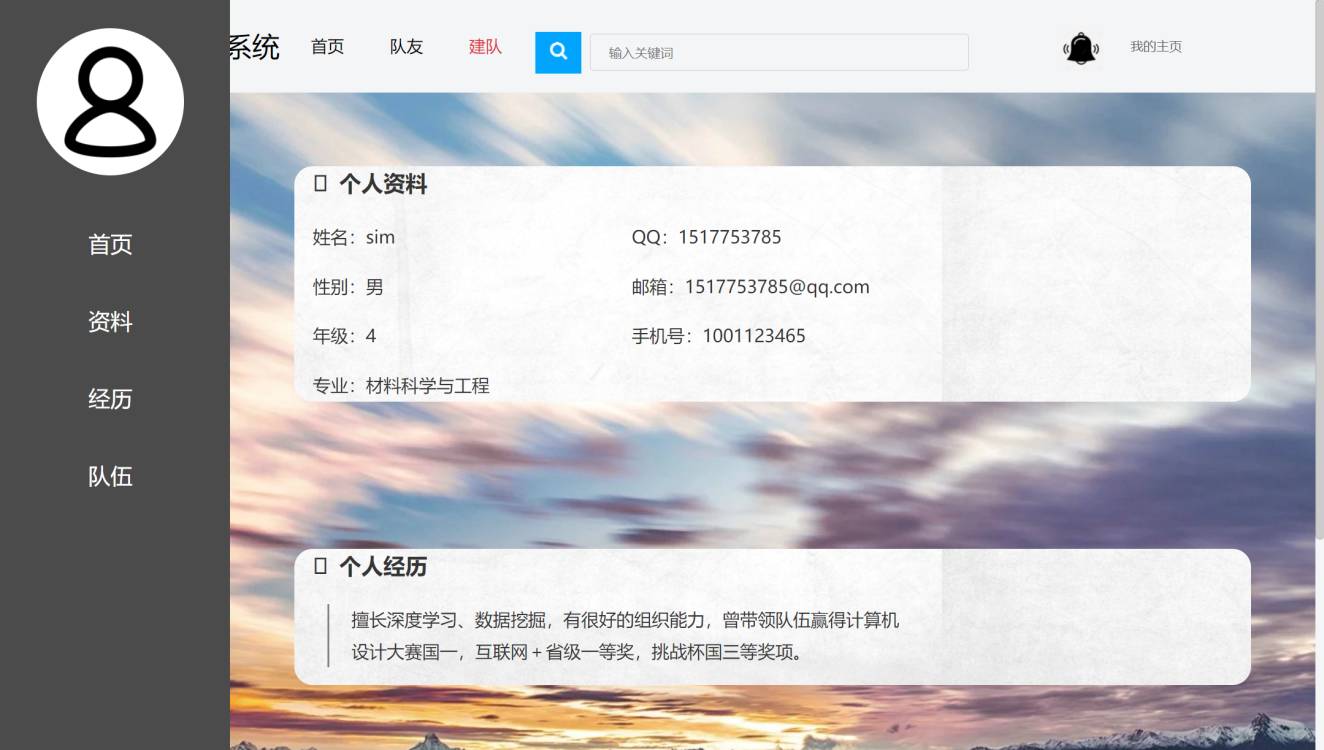 系统 首页 队友 建队 输入关键词 我的主页
首页
资料
经历
队伍
个人资料
姓名：sim QQ：1517753785
性别：男 邮箱：1517753785@qq.com
年级：4 手机号：1001123465
专业：材料科学与工程
个人经历
擅长深度学习、数据挖掘，有很好的组织能力，曾带领队伍赢得计算机
设计大赛国一，互联网＋省级一等奖，挑战杯国三等奖项。